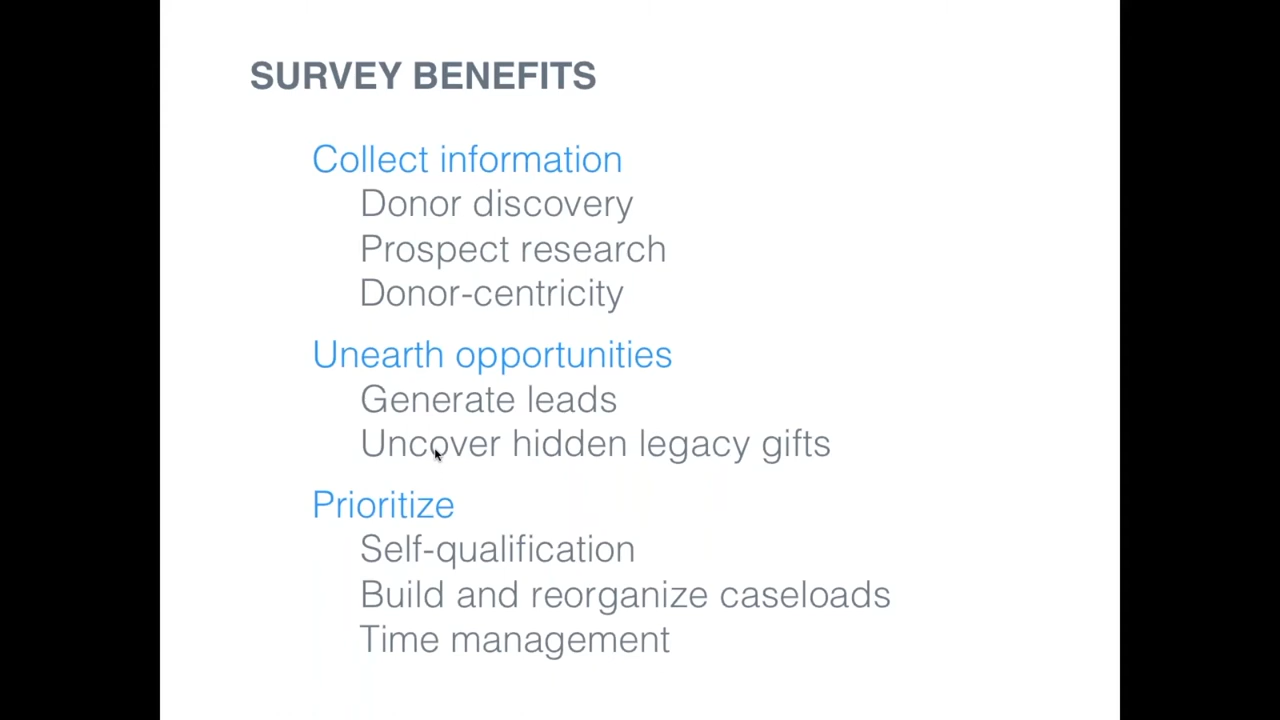 SURVEY BENEFITS
Collect information
Donor discovery
Prospect research
Donor-centricity
Unearth opportunities
Generate leads
Uncover hidden legacy gifts
Prioritize
Self-qualification
Build and reorganize caseloads
Time management